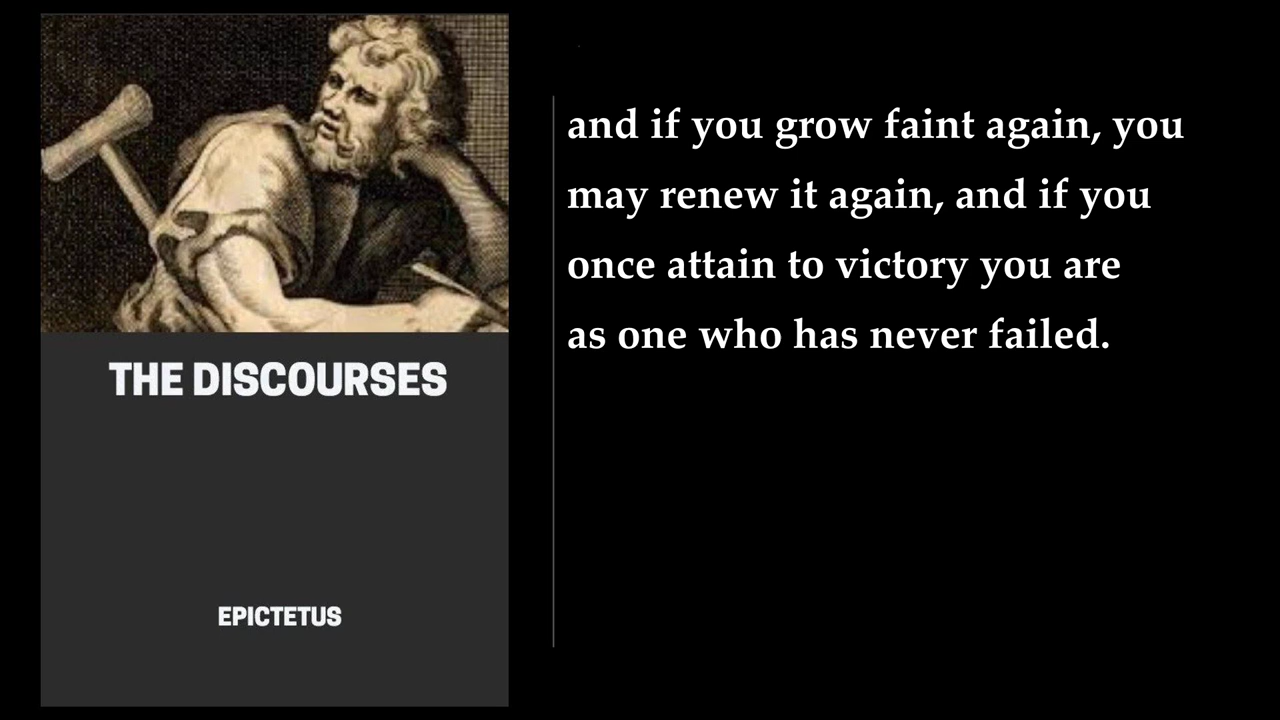 THE DISCOURSES
EPICTETUS
and if you grow faint again, you
may renew it again, and if you
once attain to victory you are
as one who has never failed.